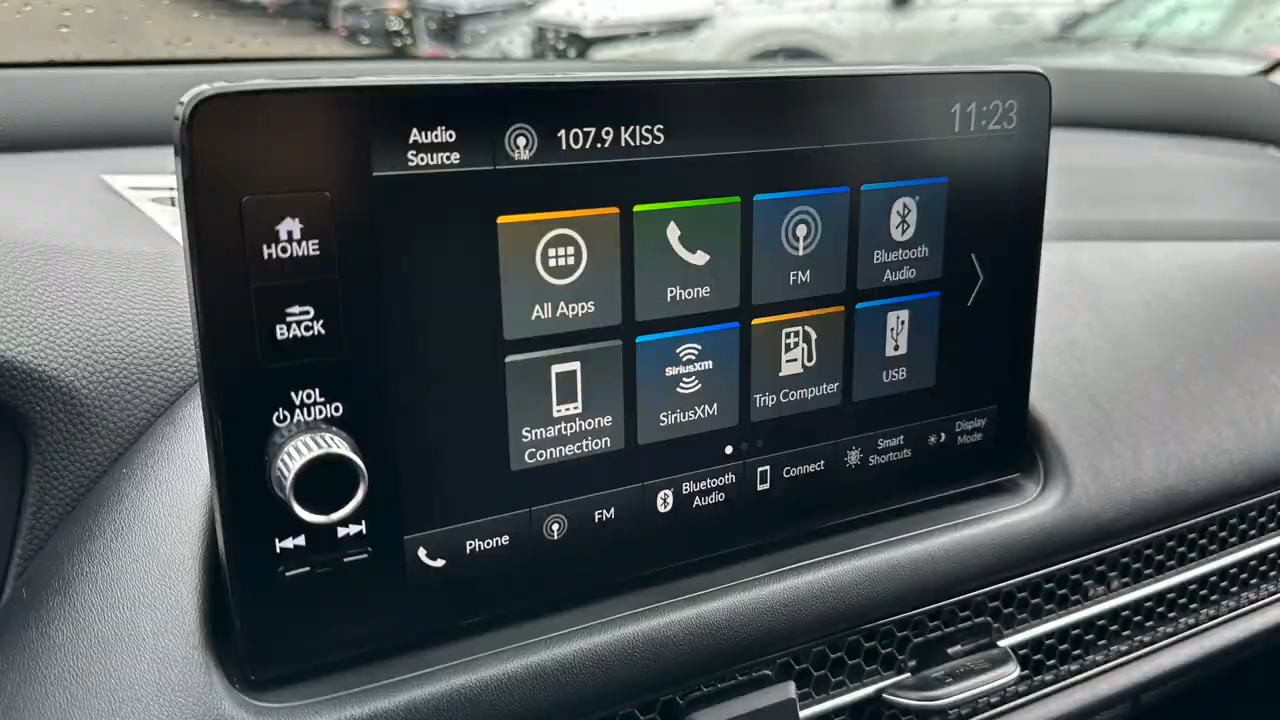 Audio
Source
FM
107.9 KISS
11:23
HOME
BACK
VOL
AUDIO
All Apps
Phone
FM
Bluetooth
Audio
Smartphone
Connection
SiriusXM
SiriusXM
Trip Computer
USB
Phone
FM
Bluetooth
Audio
Connect
Smart
Shortcuts
Display
Mode